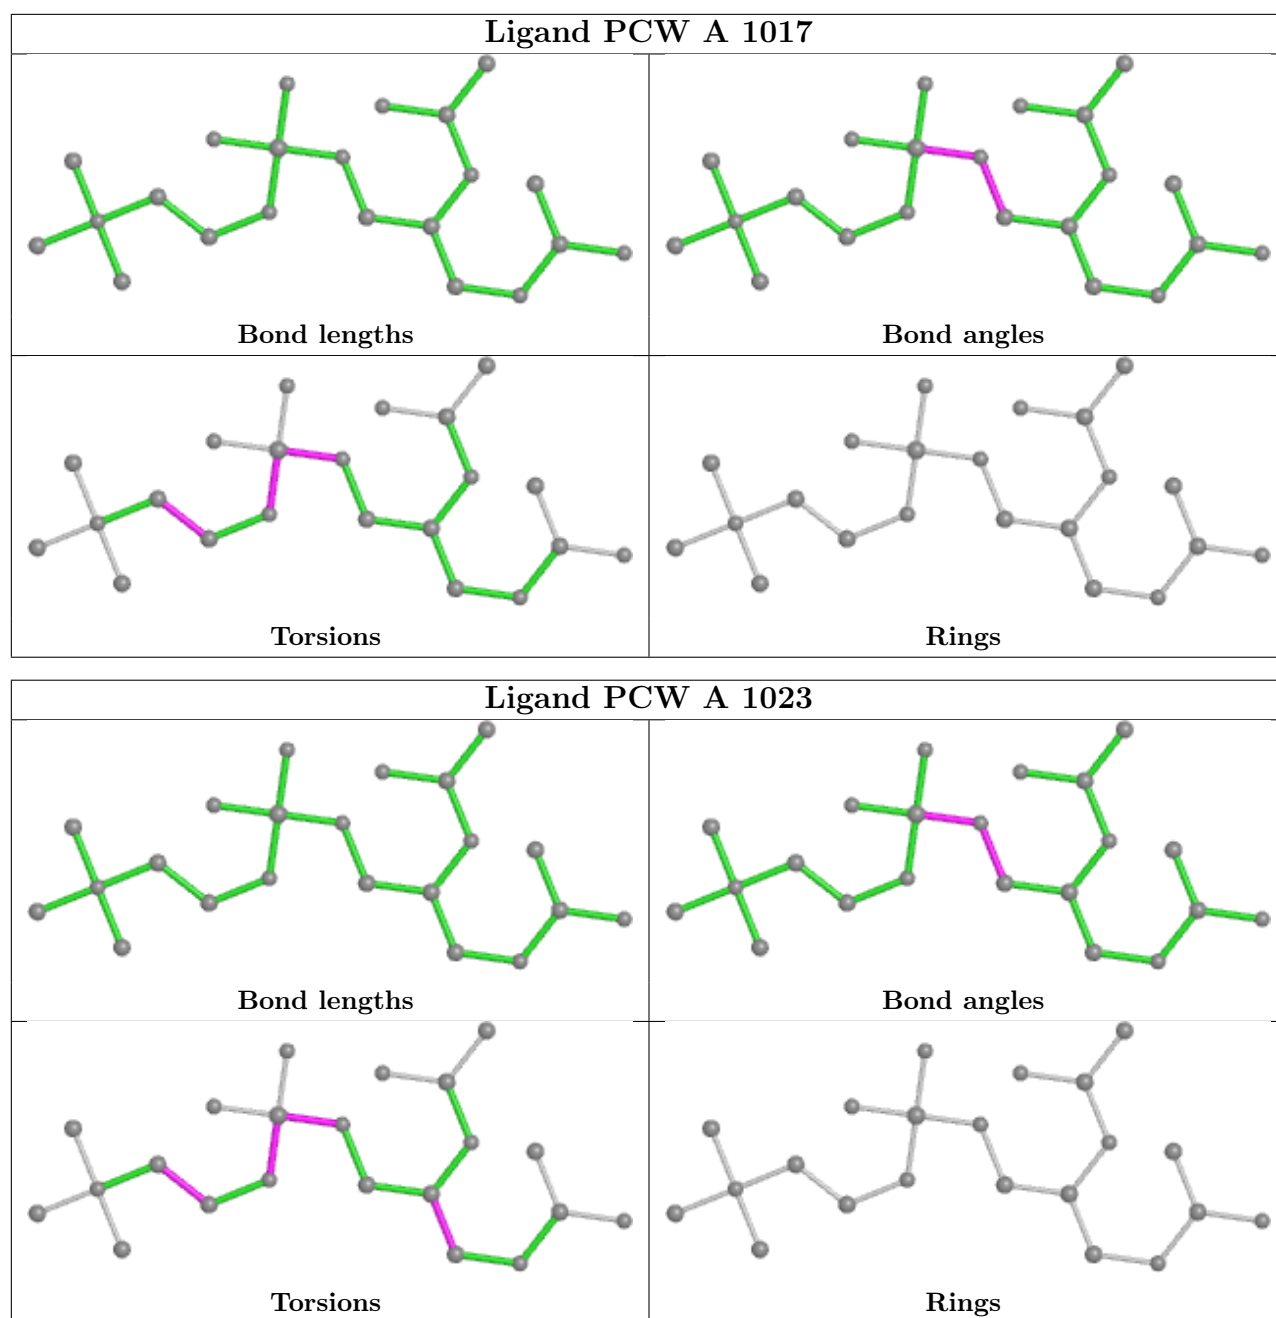 Ligand PCW A 1017
Bond lengths
Bond angles
Torsions
Rings
Ligand PCW A 1023
Bond lengths
Bond angles
Torsions
Rings